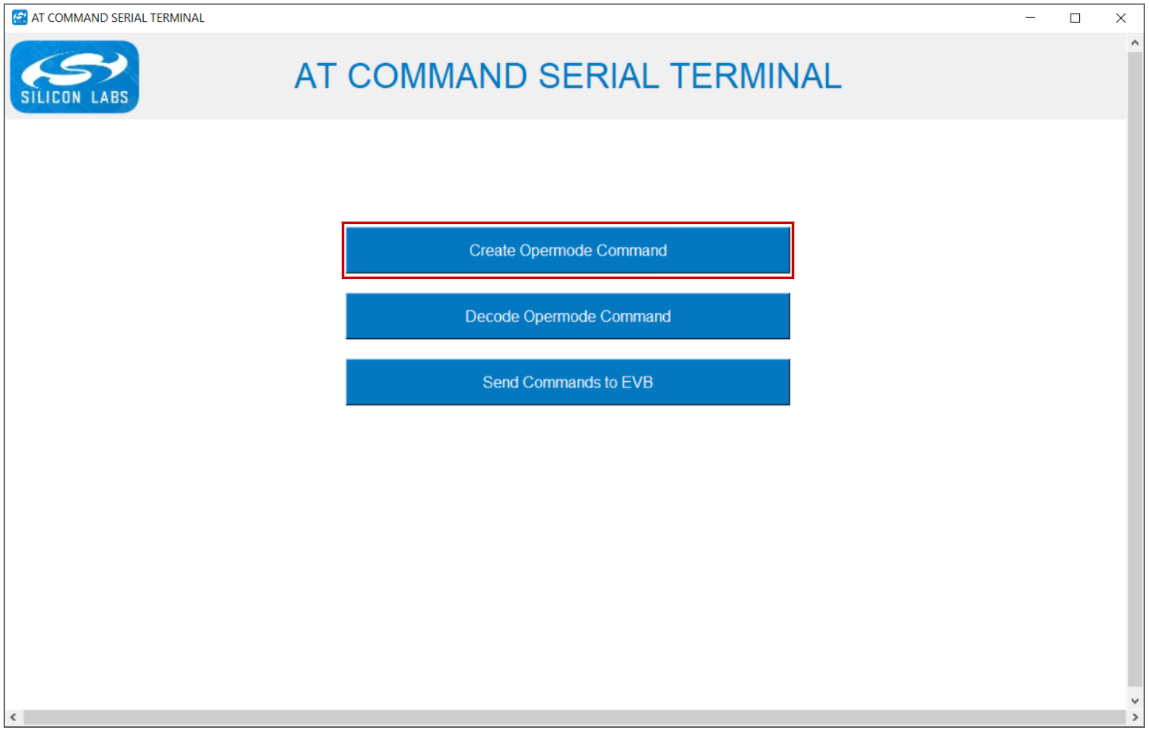 AT COMMAND SERIAL TERMINAL
SILICON LABS
AT COMMAND SERIAL TERMINAL
Create Opermode Command
Decode Opermode Command
Send Commands to EVB